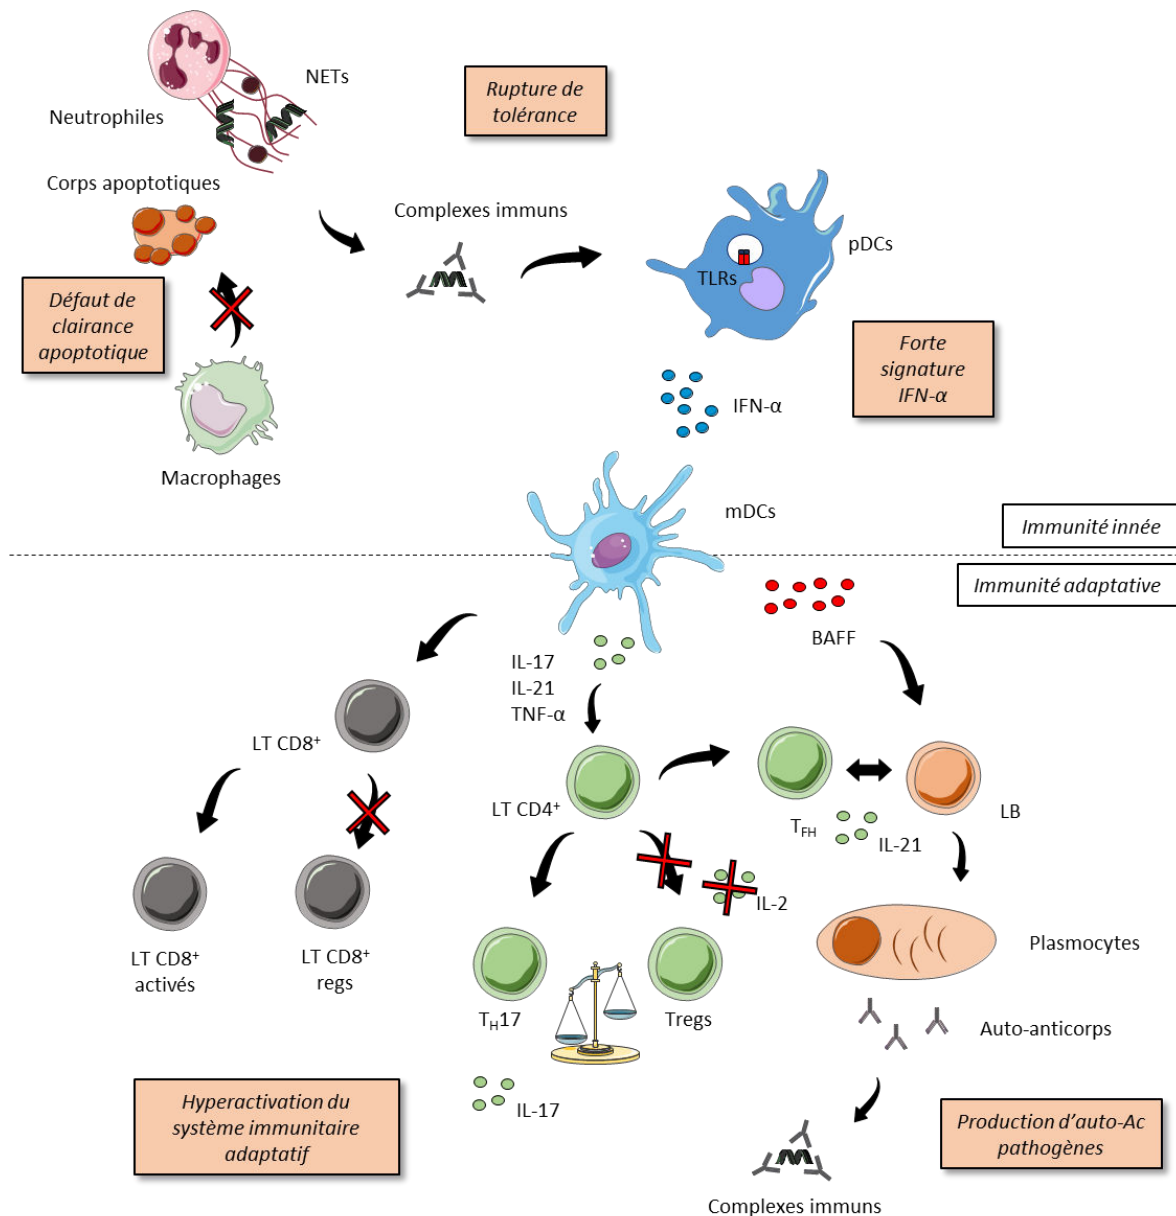 NETs
Neutrophiles
Rupture de
tolérance
Corps apoptotiques
Complexes immuns
pDCs
TLRs
Défaut de
clairance
apoptotique
Forte
signature
IFN-α
IFN-α
Macrophages
mDCs
Immunité innée
Immunité adaptative
BAFF
IL-17
IL-21
TNF-α
LT CD8⁺
LT CD4⁺
T_FH
IL-21
LB
IL-2
LT CD8⁺
activés
LT CD8⁺
regs
T_H17
Tregs
Plasmocytes
Auto-anticorps
IL-17
Hyperactivation du
système immunitaire
adaptatif
Production d'auto-Ac
pathogènes
Complexes immuns